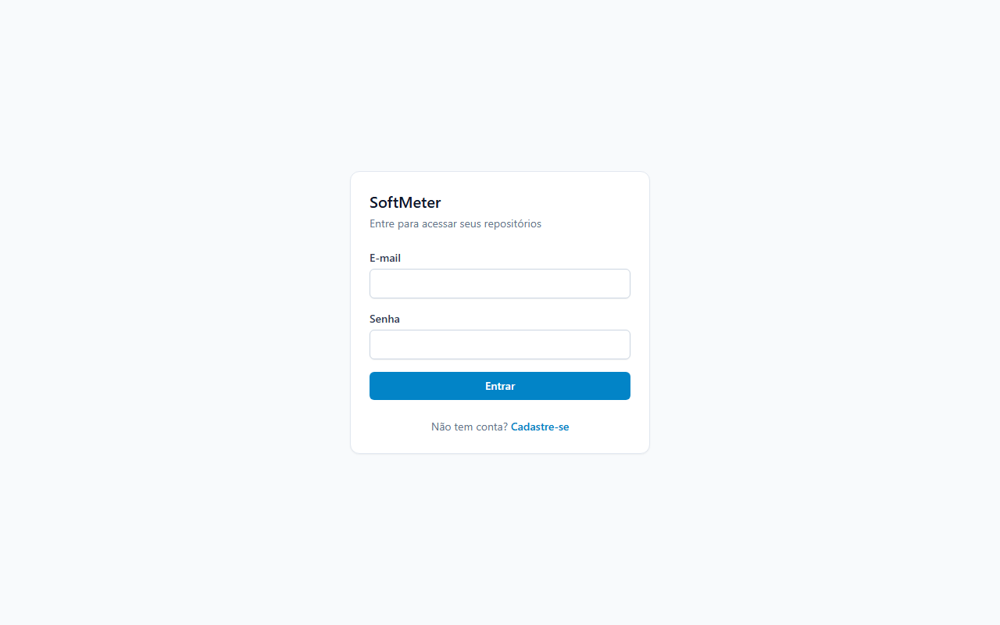 SoftMeter
Entre para acessar seus repositórios
E-mail
Senha
Entrar
Não tem conta? Cadastre-se